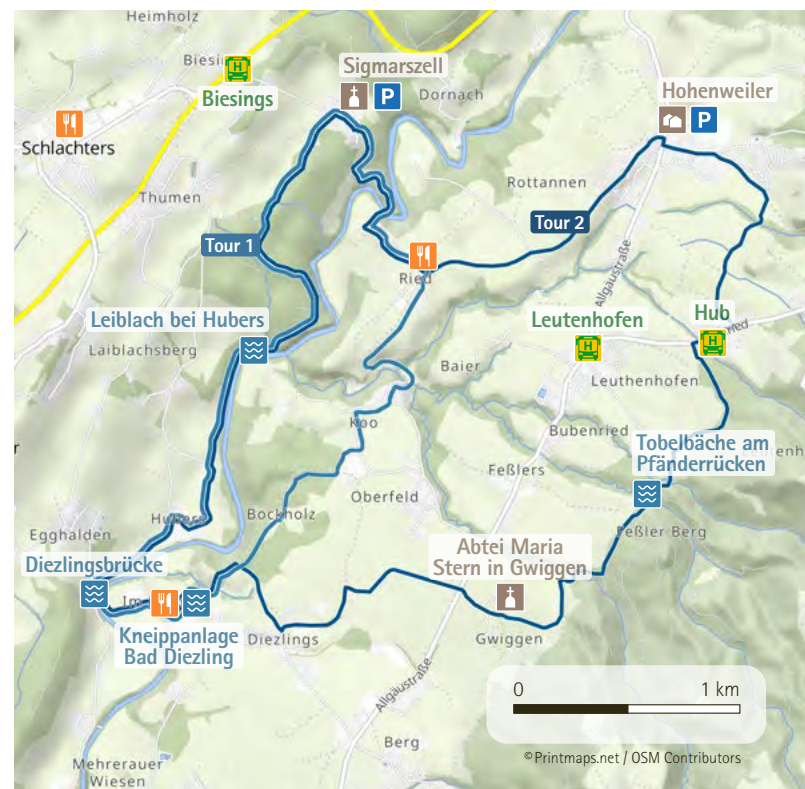 Heimholz
Biesings
Sigmarszell
P
Dornach
Hohenweiler
P
H
Biesings
Schlachters
Thumen
Rottannen
Tour 1
Tour 2
Allgäustraße
Ried
Leiblach bei Hubers
Leutenhofen
H
Hub
H
Laiblachsberg
Baier
Leuthenhofen
Koo
Bubenried
Tobelbäche am
Pfänderrücken
Feßlers
Oberfeld
Hubers
Bockholz
Egghalden
Feßler Berg
Abtei Maria
Stern in Gwiggen
Diezlingsbrücke
Im
Kneippanlage
Bad Diezling
Diezlings
Gwiggen
Allgäustraße
0 1 km
Berg
©Printmaps.net / OSM Contributors
Mehrerauer
Wiesen